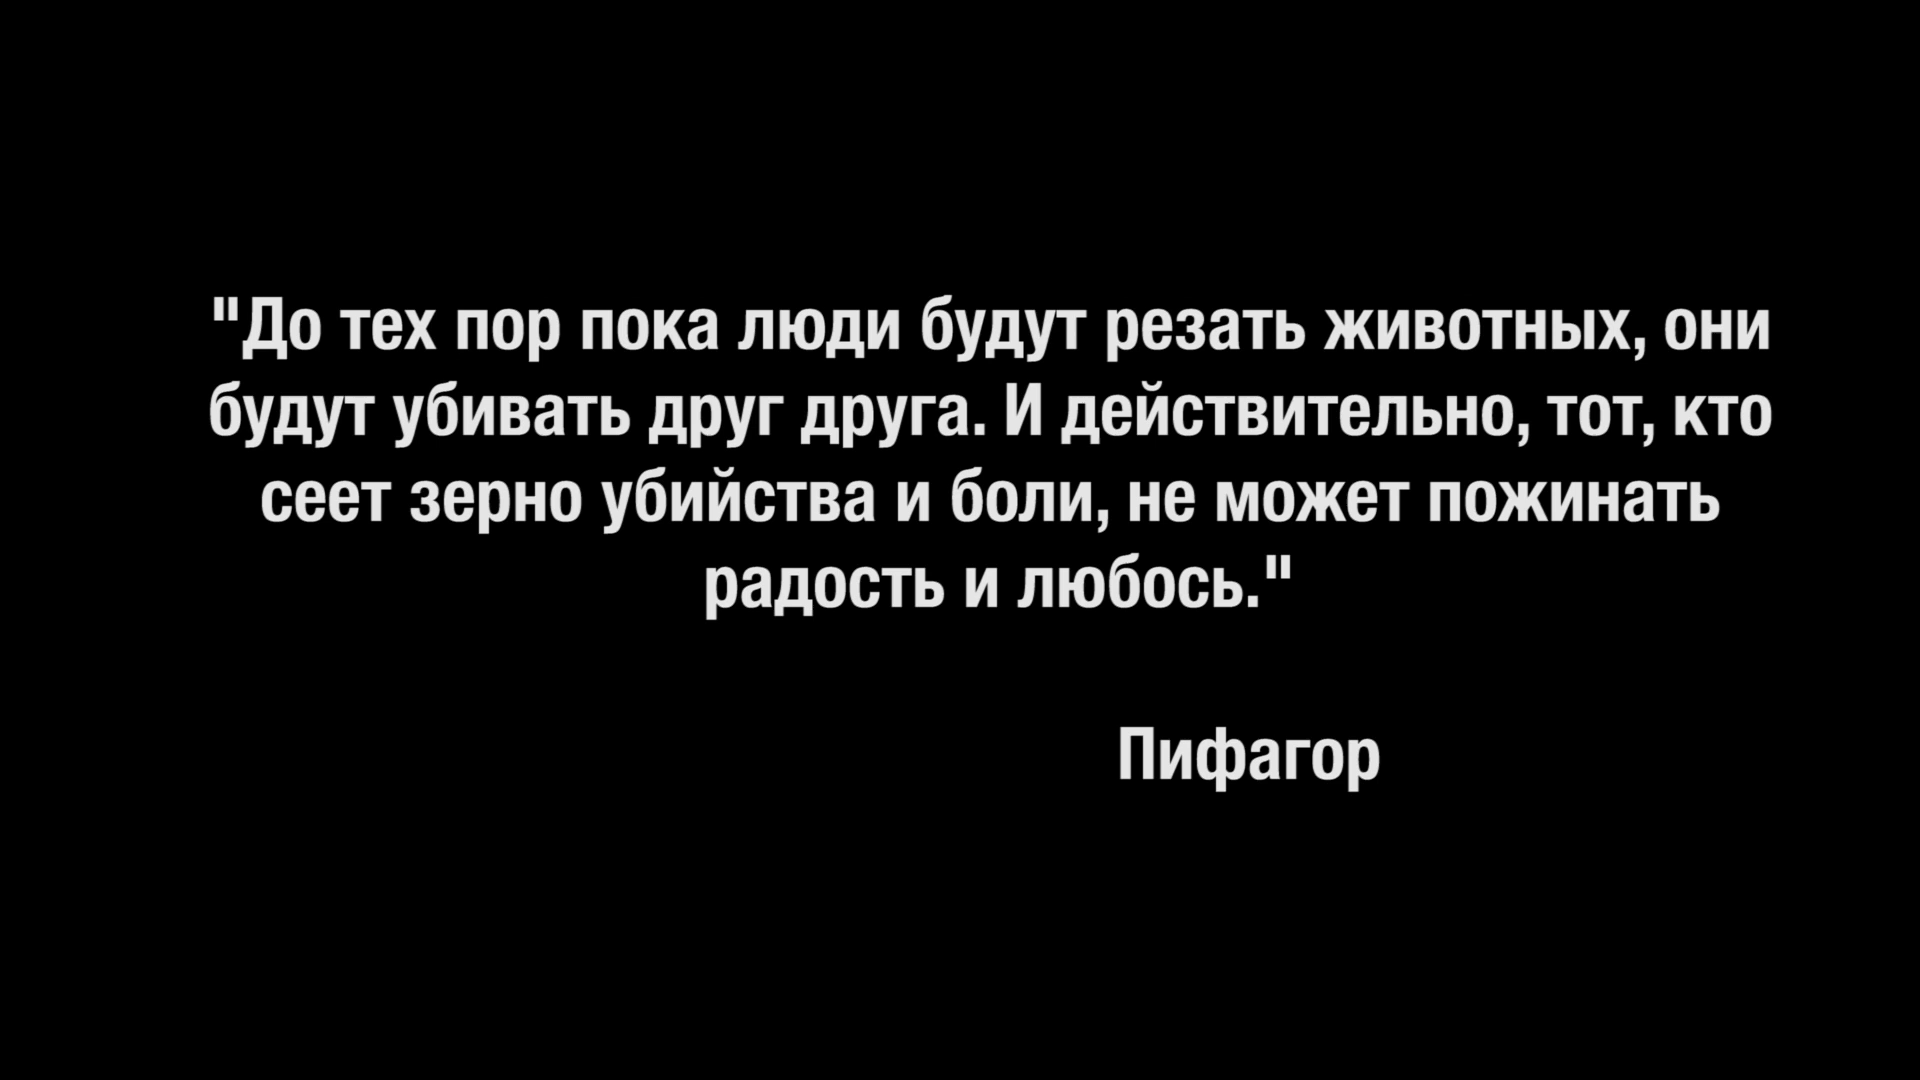 "До тех пор пока люди будут резать животных, они
будут убивать друг друга. И действительно, тот, кто
сеет зерно убийства и боли, не может пожинать
радость и любось."
Пифагор